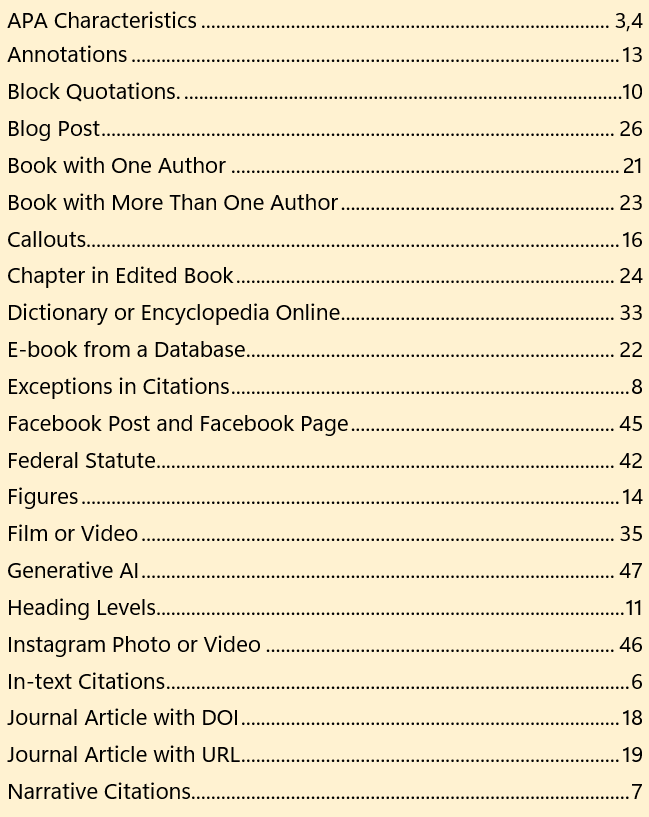 APA Characteristics ........................................................................ 3,4
Annotations ........................................................................................13
Block Quotations. ...............................................................................10
Blog Post............................................................................................ 26
Book with One Author ......................................................................21
Book with More Than One Author................................................. 23
Callouts................................................................................................16
Chapter in Edited Book.................................................................... 24
Dictionary or Encyclopedia Online................................................. 33
E-book from a Database.................................................................. 22
Exceptions in Citations........................................................................8
Facebook Post and Facebook Page............................................... 45
Federal Statute.................................................................................. 42
Figures .................................................................................................14
Film or Video ..................................................................................... 35
Generative AI..................................................................................... 47
Heading Levels....................................................................................11
Instagram Photo or Video ............................................................... 46
In-text Citations...................................................................................6
Journal Article with DOI....................................................................18
Journal Article with URL....................................................................19
Narrative Citations...............................................................................7